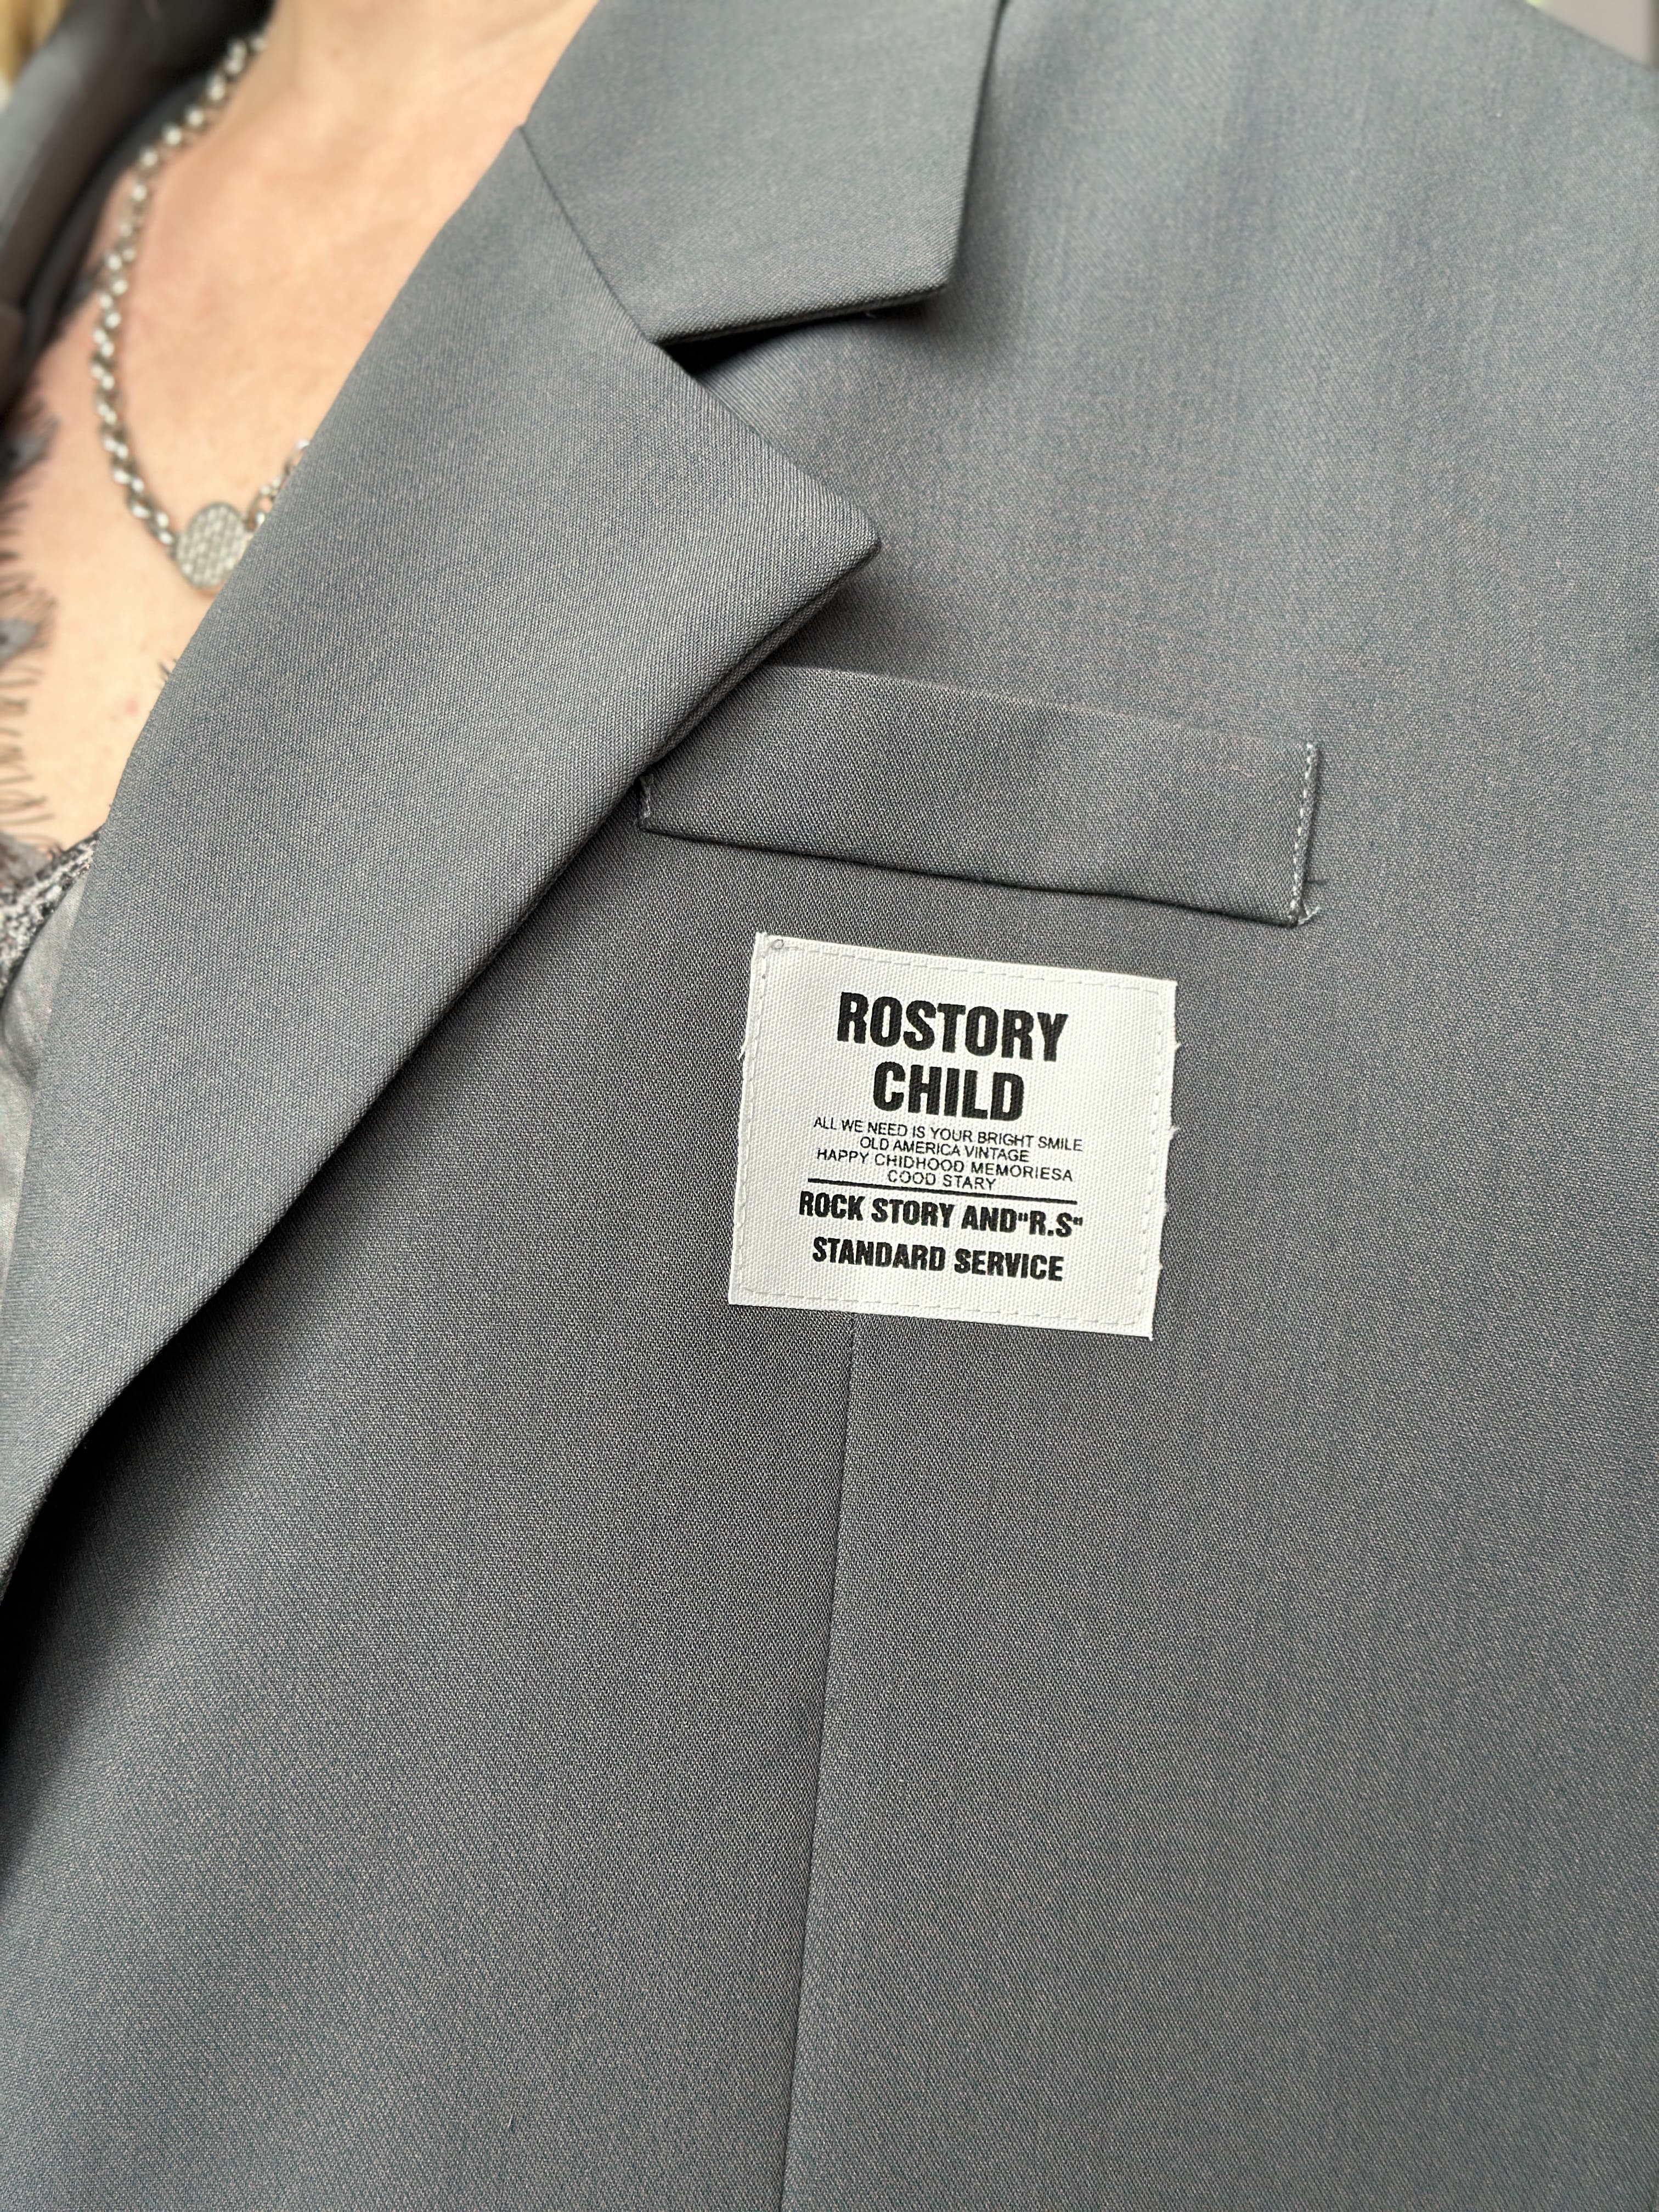 ROSTORY
CHILD
ALL WE NEED IS YOUR BRIGHT SMILE
OLD AMERICA VINTAGE
HAPPY CHIDHOOD MEMORIESA
COOD STARY
ROCK STORY AND"R.S"
STANDARD SERVICE